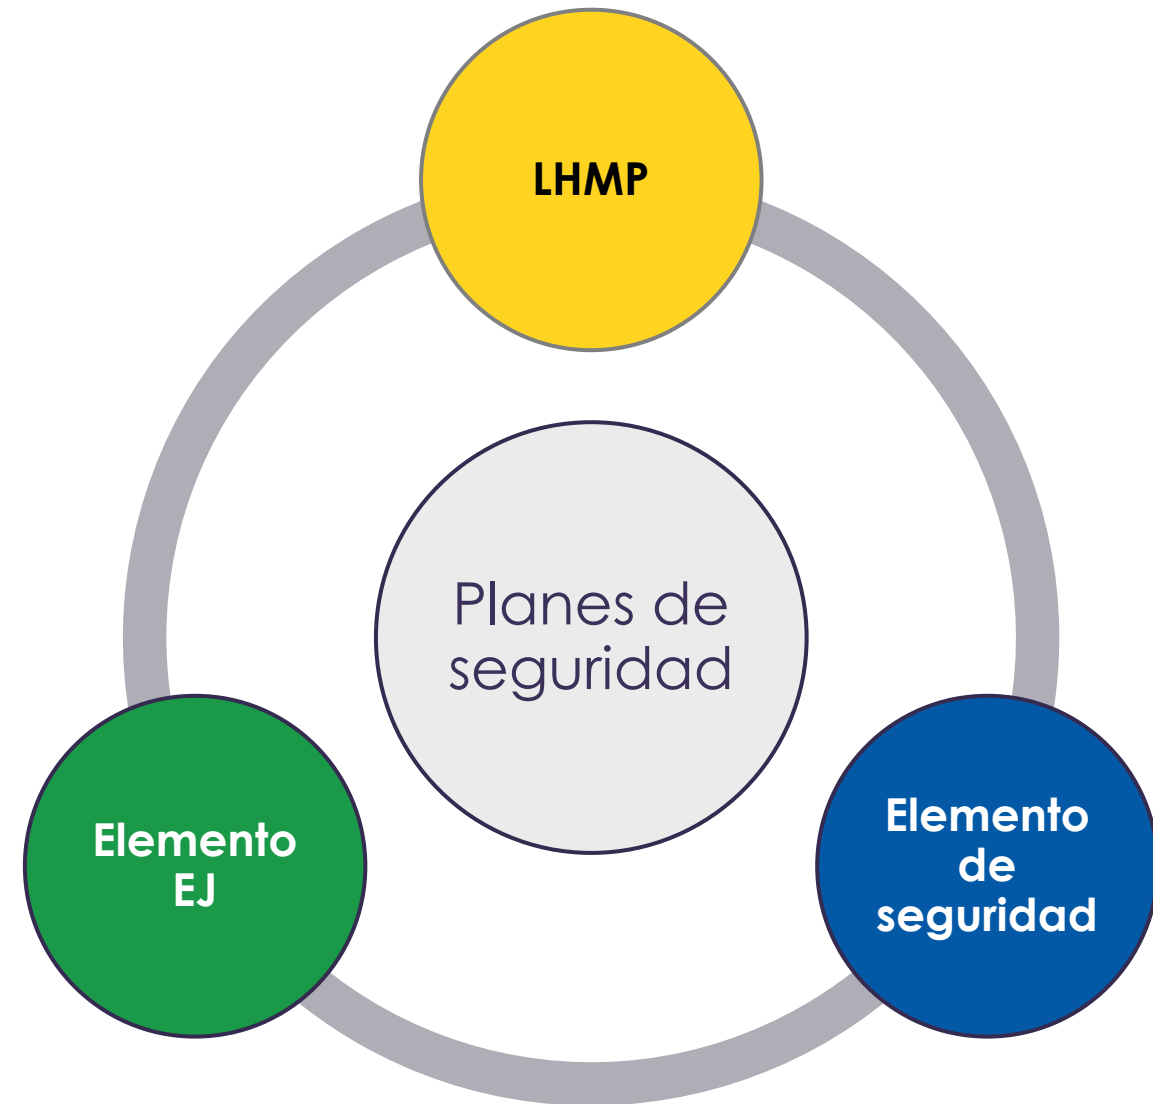 LHMP
Planes de
seguridad
Elemento
EJ
Elemento
de
seguridad